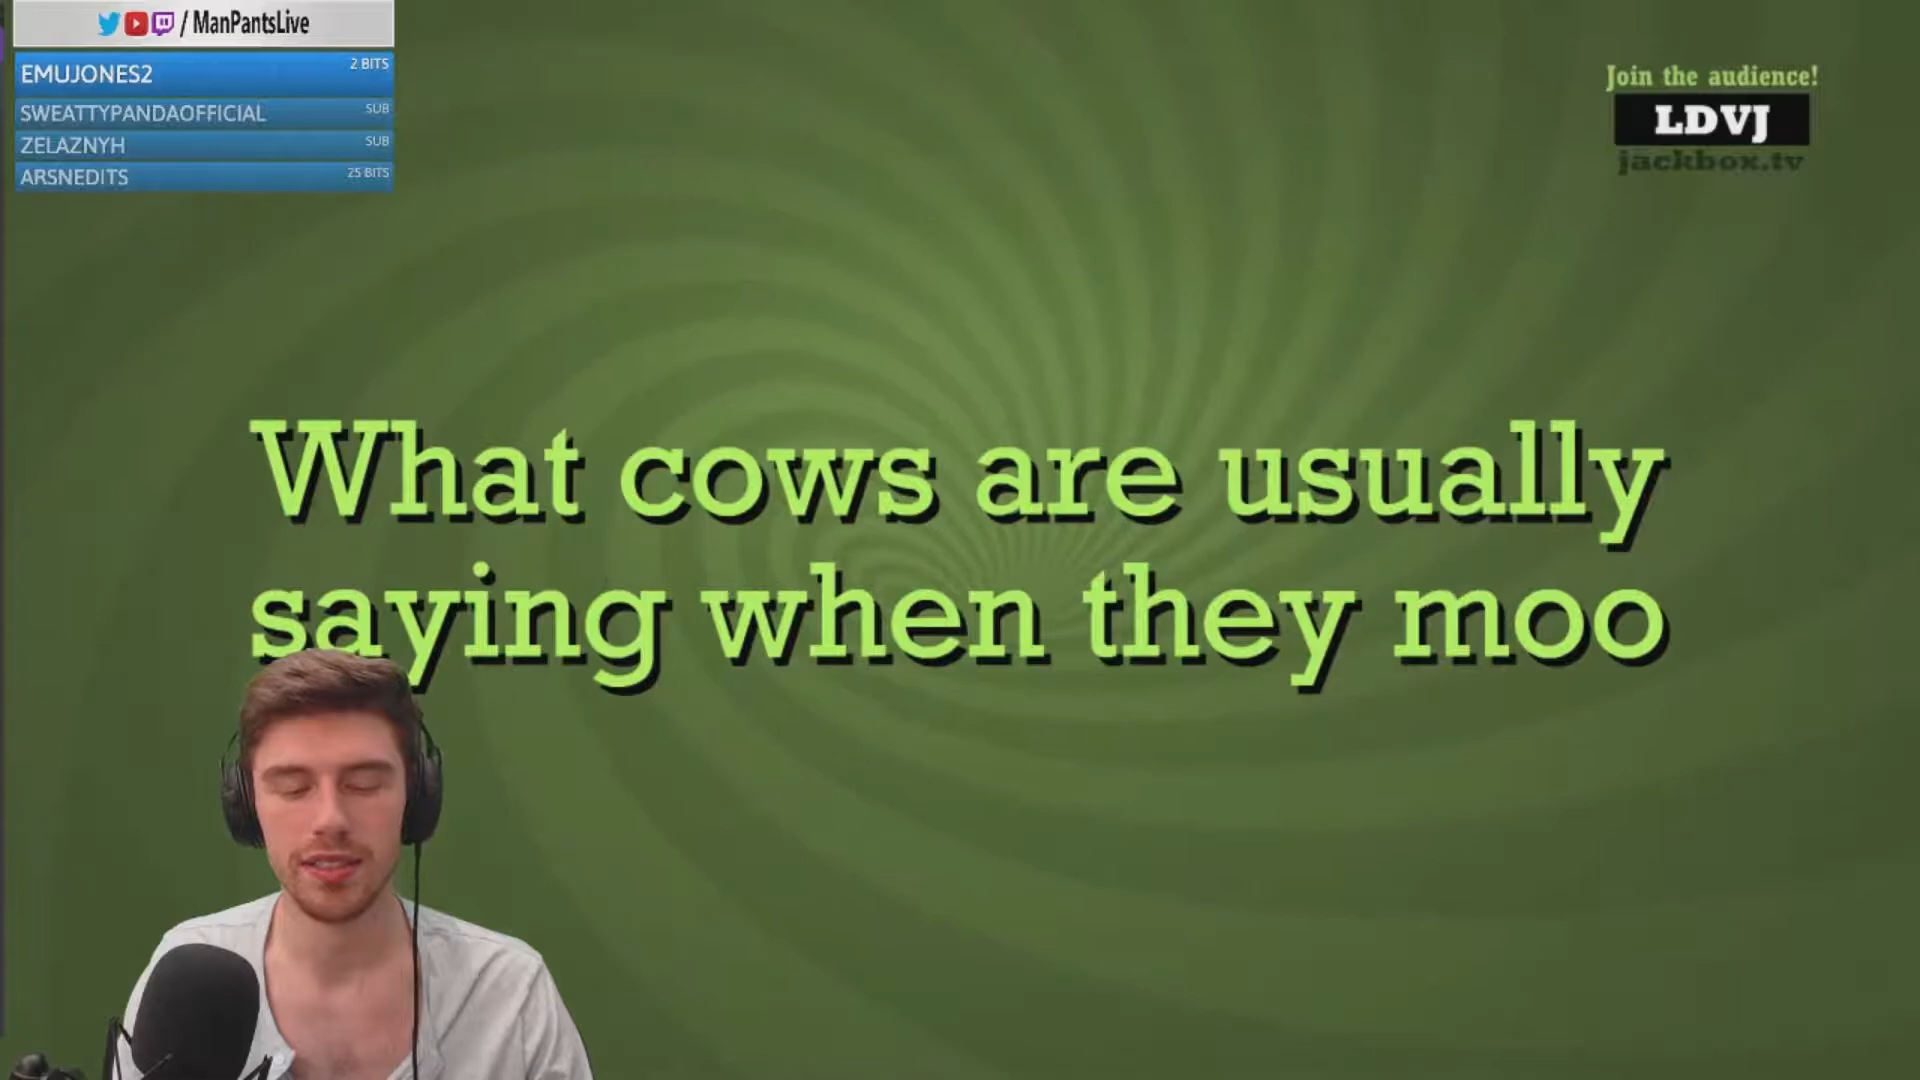 / ManPantsLive
EMUJONES2 2 BITS
SWEATTYPANDAOFFICIAL SUB
ZELAZNYH SUB
ARSNEDITS 25 BITS
Join the audience!
LDVJ
jackbox.tv
What cows are usually
saying when they moo